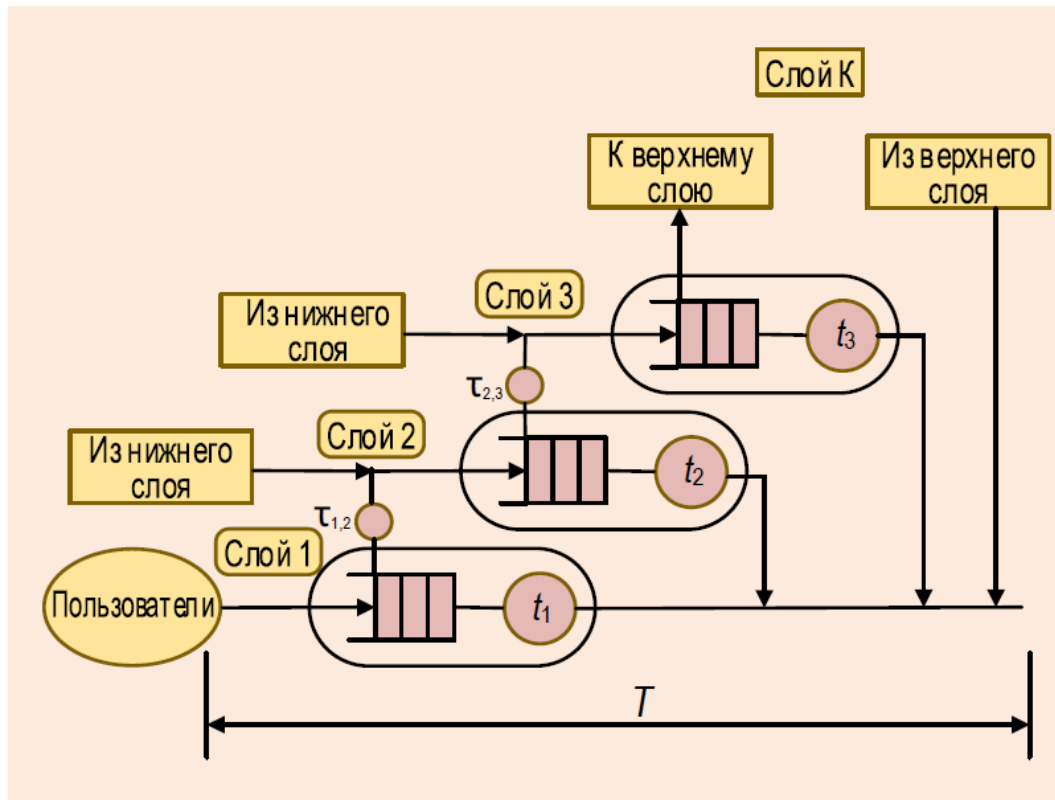 Слой К
К верхнему
слою
Из верхнего
слоя
Слой 3
Из нижнего
слоя
t3
τ2,3
Слой 2
Из нижнего
слоя
t2
τ1,2
Слой 1
Пользователи
t1
T